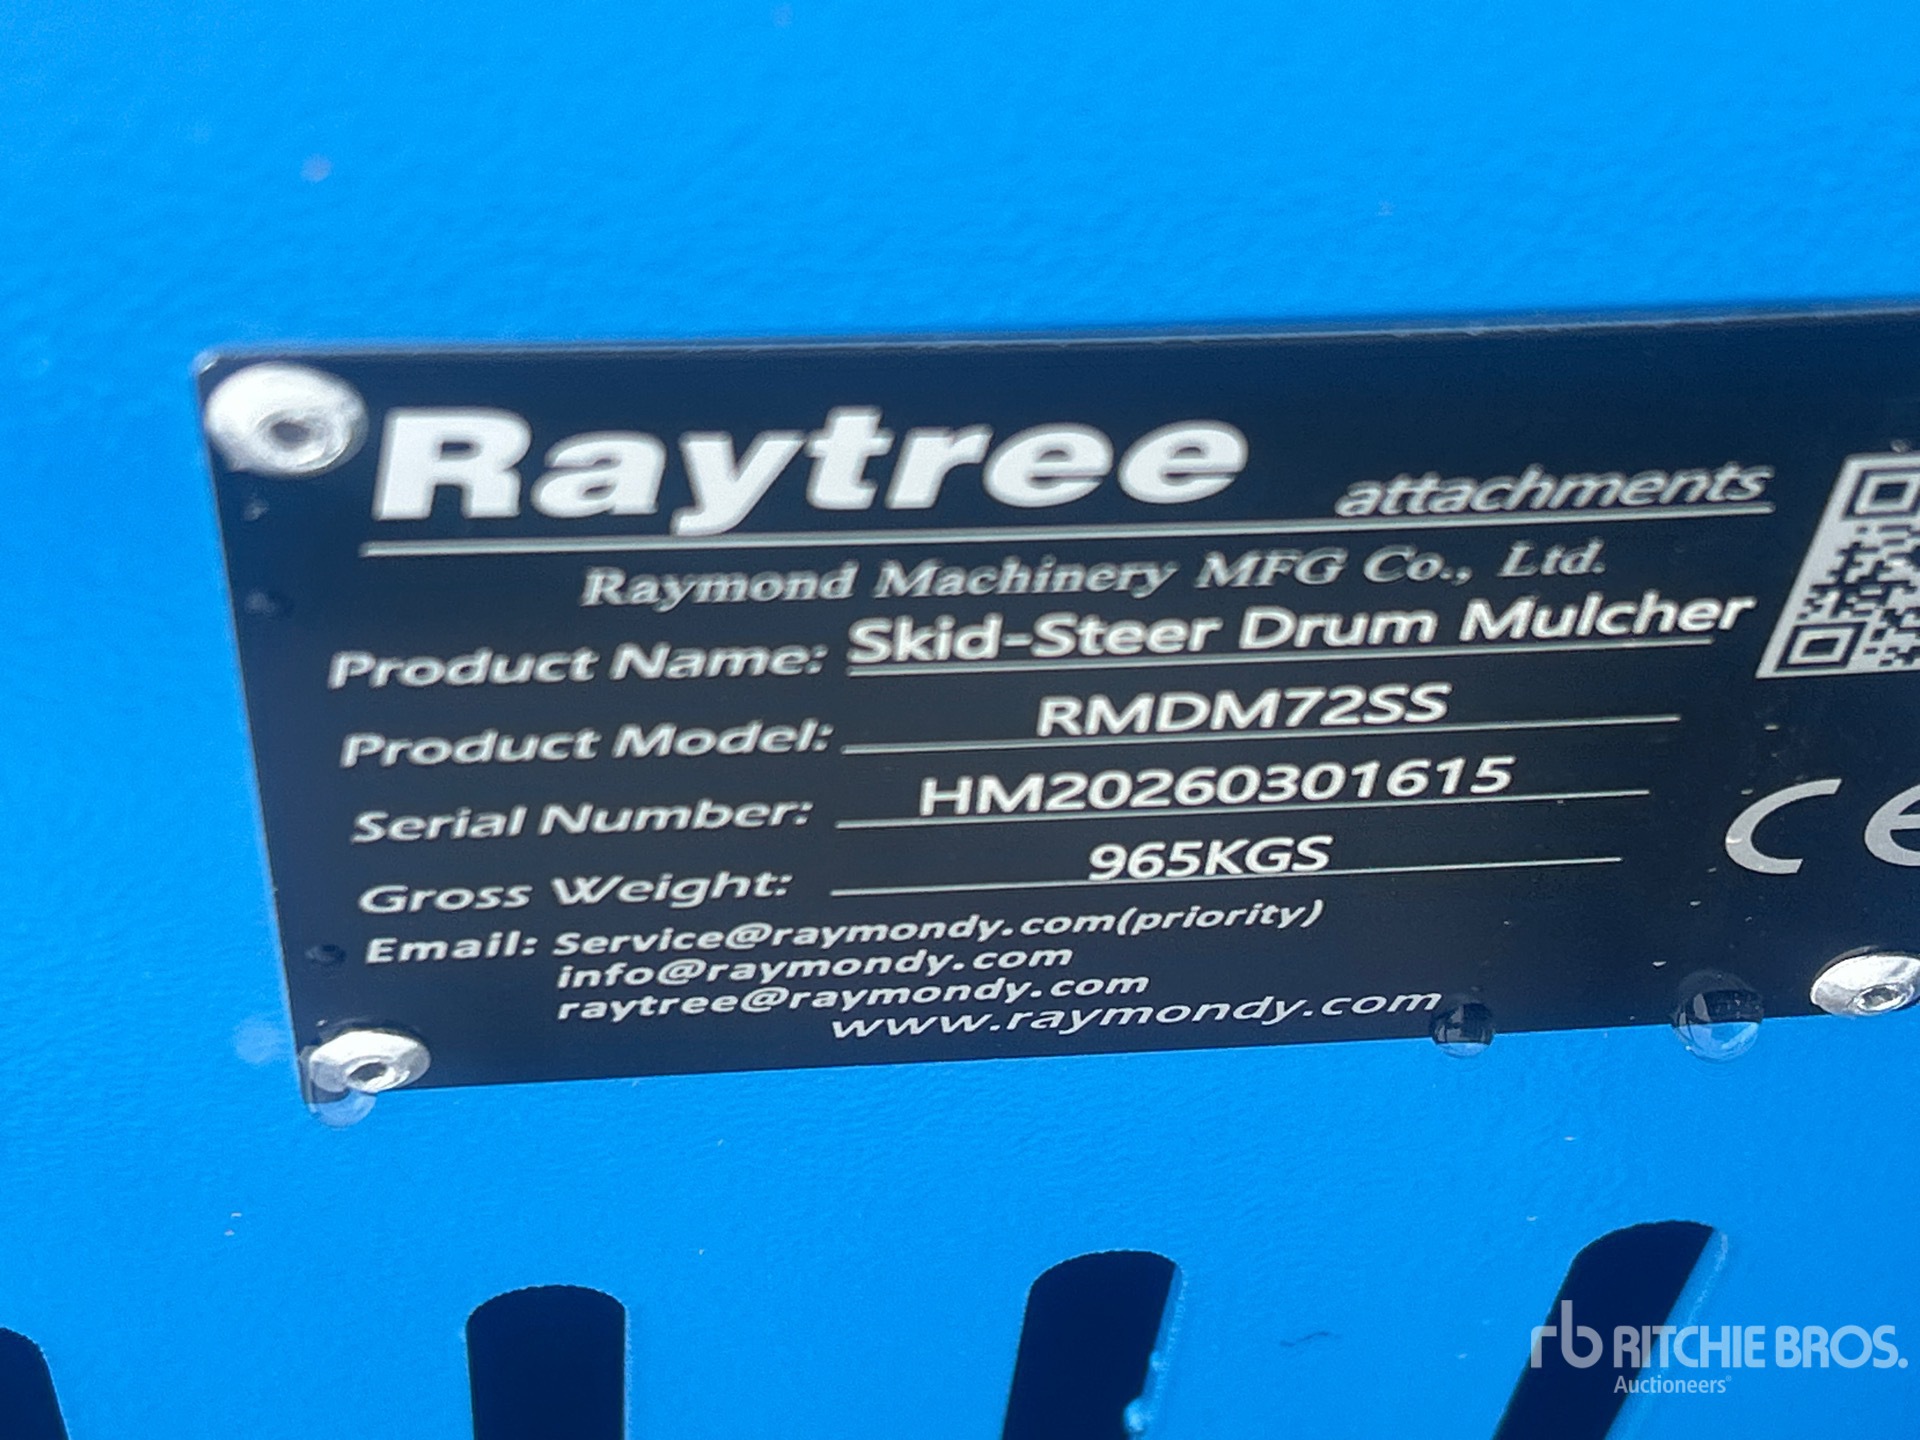 Raytree attachments
Raymond Machinery MFG Co., Ltd.
Product Name: Skid-Steer Drum Mulcher
Product Model: RMDM72SS
Serial Number: HM20260301615
Gross Weight: 965KGS
Email: Service@raymondy.com(priority)
info@raymondy.com
raytree@raymondy.com
www.raymondy.com
CE
rb RITCHIE BROS.
Auctioneers